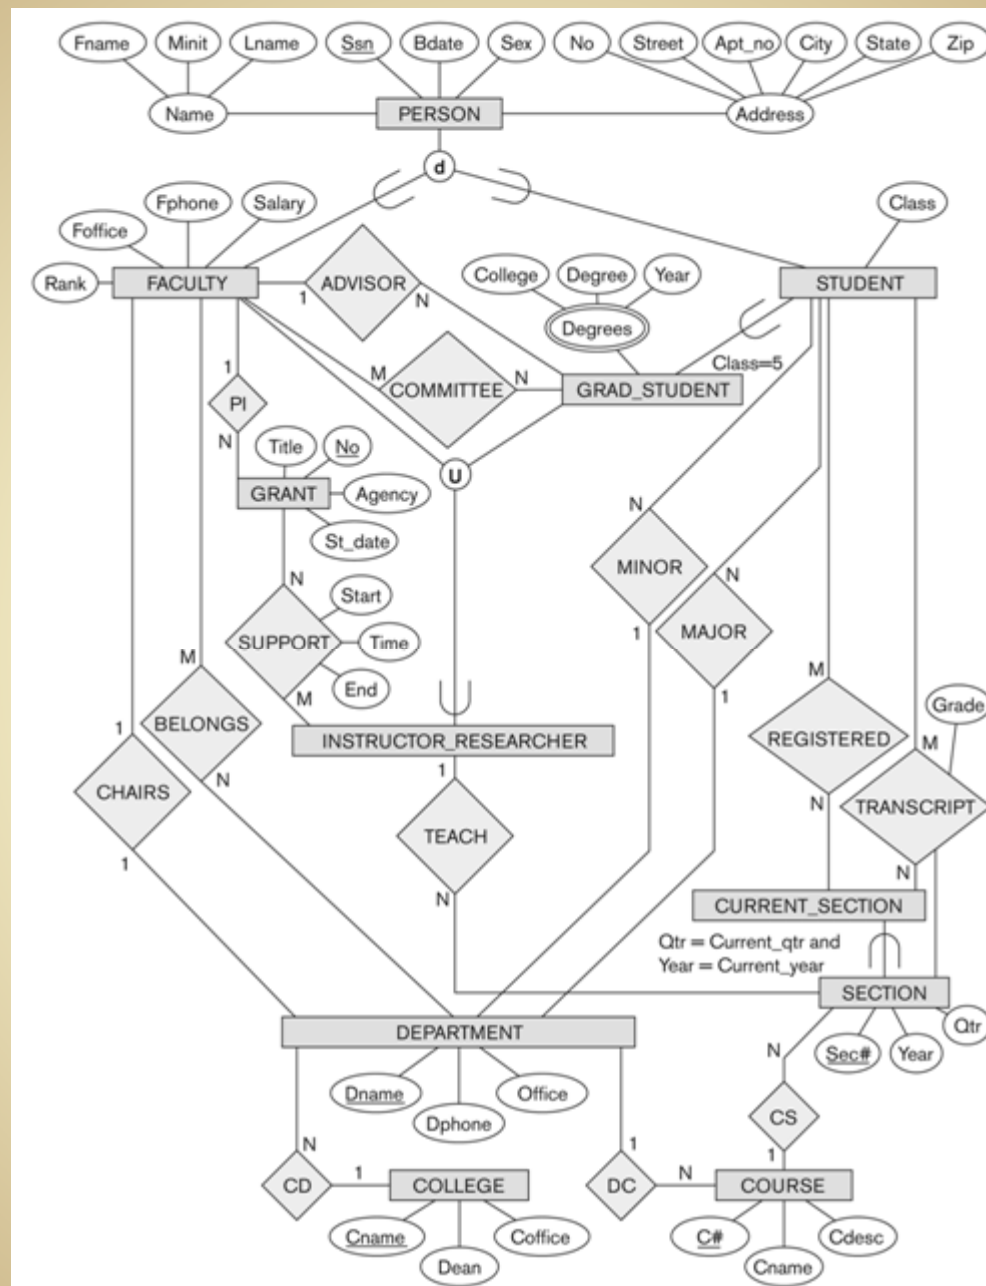 Fname Minit Lname Ssn Bdate Sex No Street Apt_no City State Zip
Name PERSON Address
d
Foffice Fphone Salary Class
Rank FACULTY ADVISOR College Degree Year STUDENT
1 N
Degrees
Class=5
1 M COMMITTEE N GRAD_STUDENT
PI
N Title No U
GRANT Agency
St_date N
N MINOR N
Start
SUPPORT Time 1 MAJOR
M M End 1 M
BELONGS INSTRUCTOR_RESEARCHER REGISTERED Grade
1 1 M
CHAIRS N TEACH N TRANSCRIPT
1 N N
CURRENT_SECTION
Qtr = Current_qtr and
Year = Current_year
SECTION
DEPARTMENT Qtr
N Sec# Year
Dname Dphone Office
CS
N 1 1
CD 1 COLLEGE DC N COURSE
Cname Dean Coffice C# Cname Cdesc